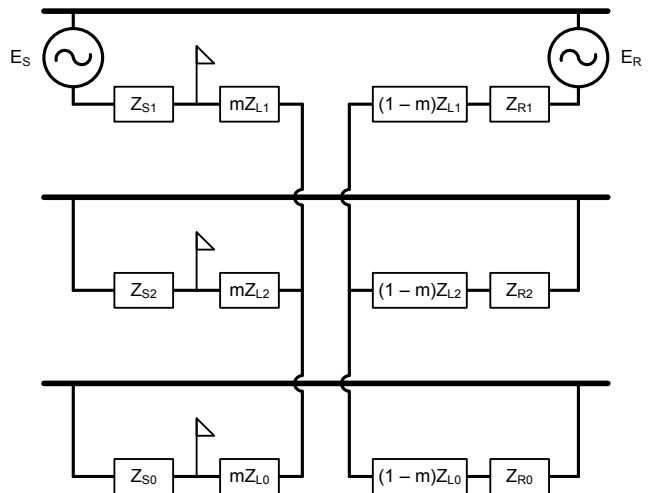 E_S
E_R
Z_S1 mZ_L1 (1 – m)Z_L1 Z_R1
Z_S2 mZ_L2 (1 – m)Z_L2 Z_R2
Z_S0 mZ_L0 (1 – m)Z_L0 Z_R0